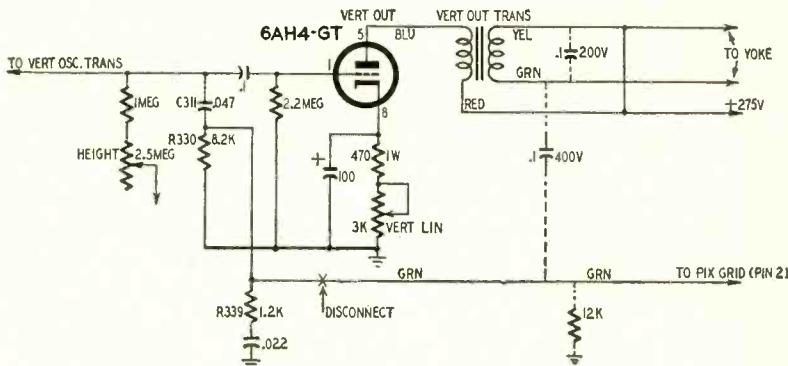 VERT OUT
VERT OUT TRANS
6AH4-GT
5
BLU
YEL
TO VERT OSC. TRANS
.1
200V
TO YOKE
1
GRN
.1
1MEG
C311
.047
2.2MEG
8
RED
+275V
R330
8.2K
HEIGHT
2.5MEG
+
100
470
1W
.1
400V
3K
VERT LIN
GRN
GRN
TO PIX GRID (PIN 21
X
R339
1.2K
DISCONNECT
12K
.022